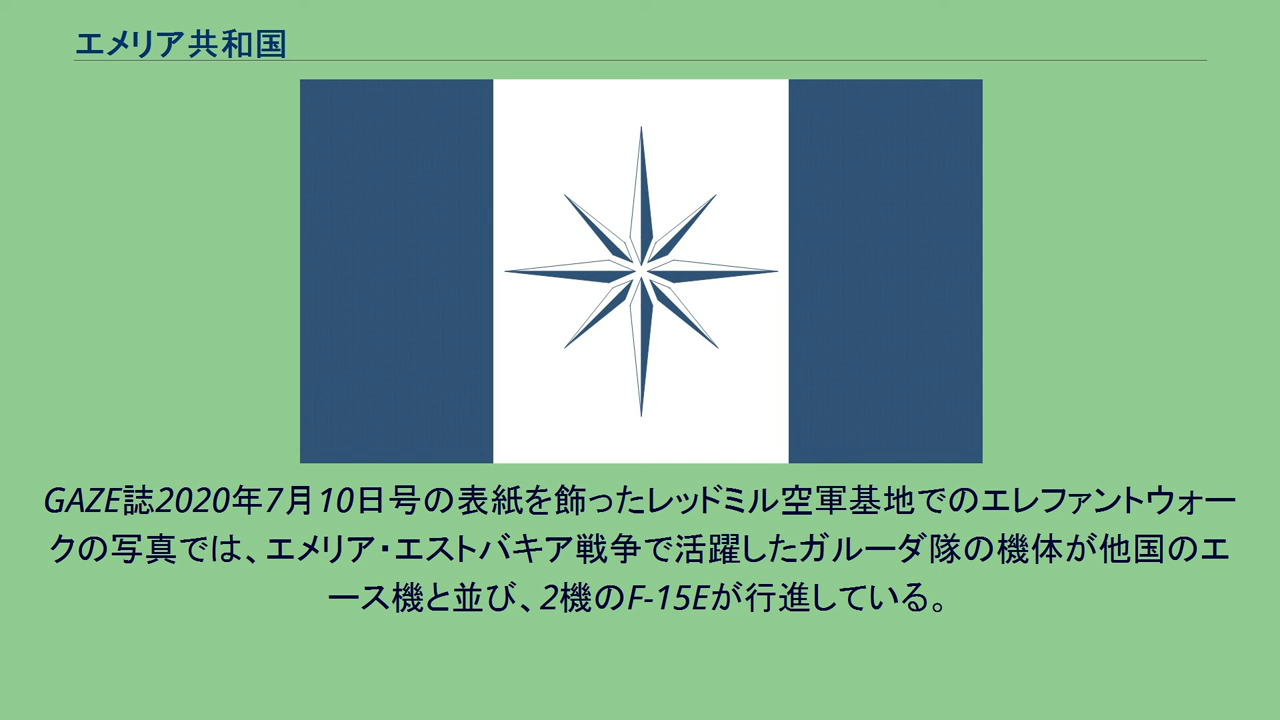 エメリア共和国
GAZE誌2020年7月10日号の表紙を飾ったレッドミル空軍基地でのエレファントウォー
クの写真では、エメリア・エストバキア戦争で活躍したガルーダ隊の機体が他国のエ
ース機と並び、2機のF-15Eが行進している。